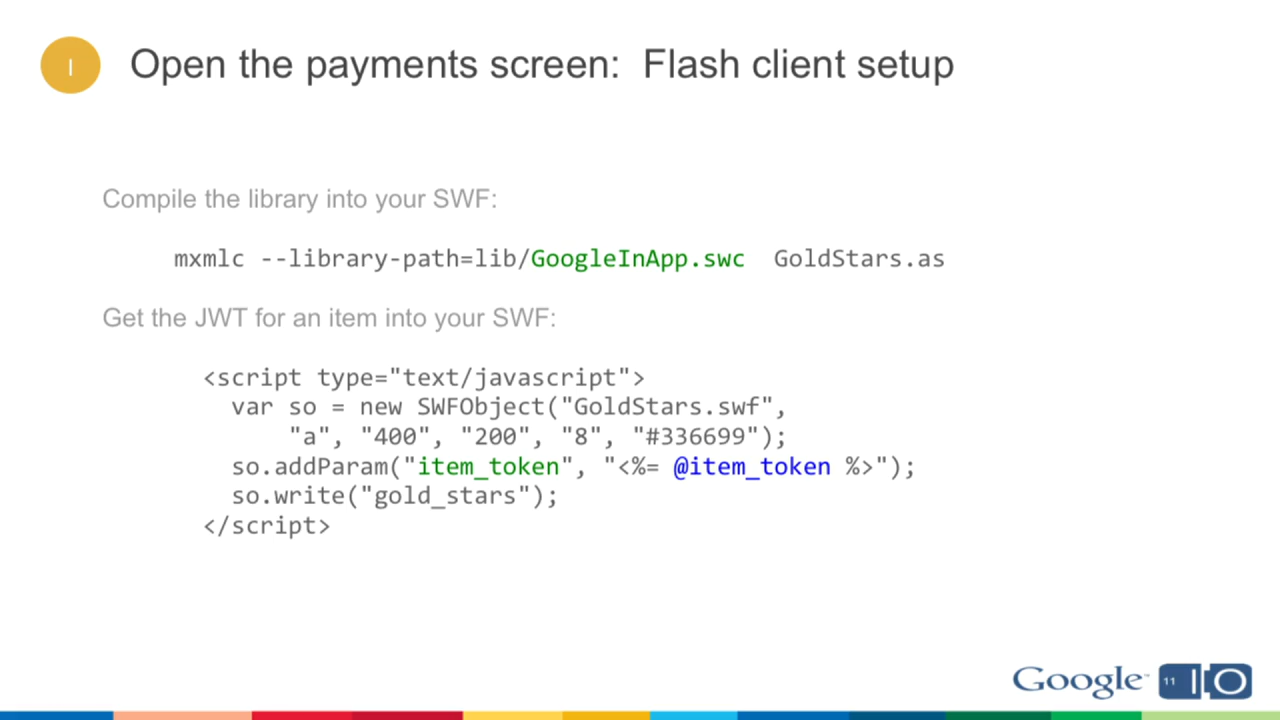 I
Open the payments screen: Flash client setup
Compile the library into your SWF:
mxmlc --library-path=lib/GoogleInApp.swc GoldStars.as
Get the JWT for an item into your SWF:
<script type="text/javascript">
var so = new SWFObject("GoldStars.swf",
"a", "400", "200", "8", "#336699");
so.addParam("item_token", "<%= @item_token %>");
so.write("gold_stars");
</script>
Google™ 11 IO